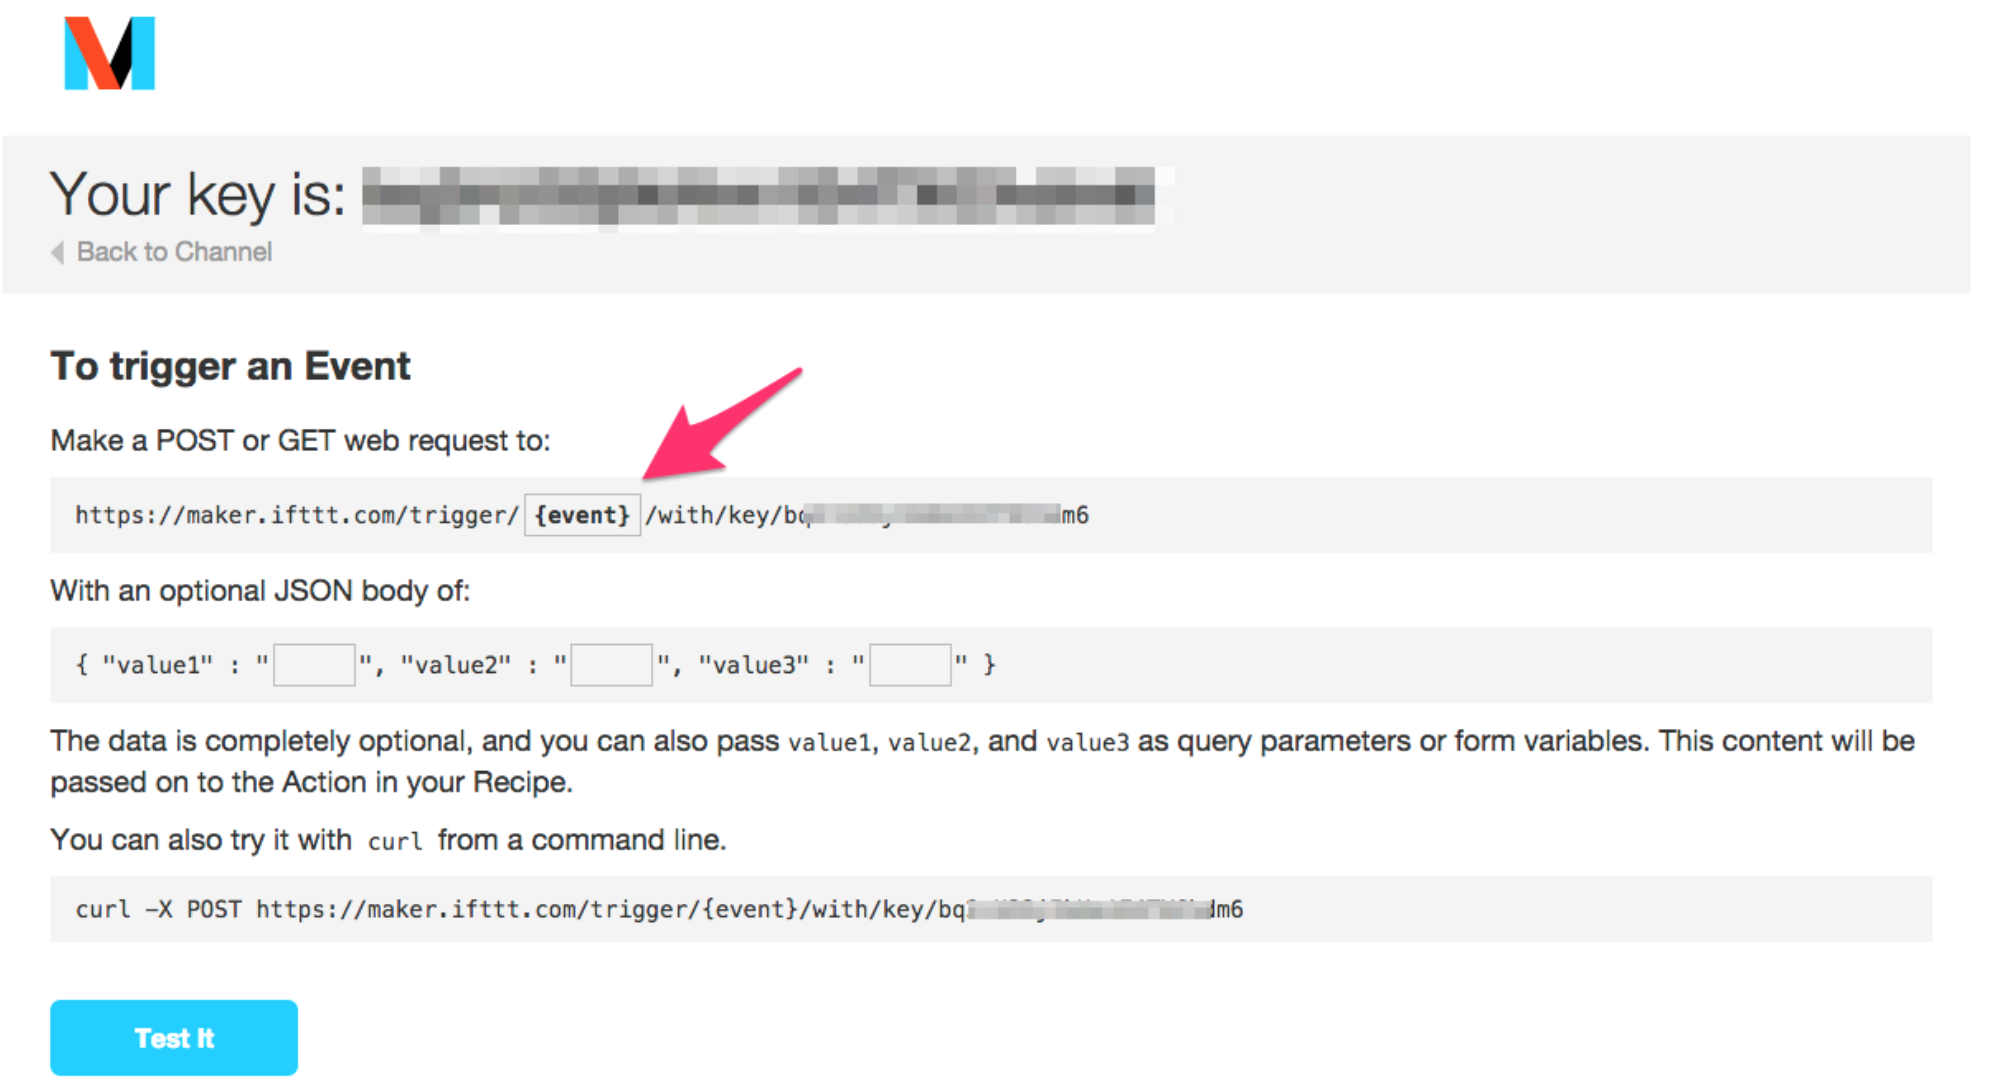 Your key is:
Back to Channel
To trigger an Event
Make a POST or GET web request to:
https://maker.ifttt.com/trigger/ {event} /with/key/bq m6
With an optional JSON body of:
{ "value1" : " ", "value2" : " ", "value3" : " " }
The data is completely optional, and you can also pass value1, value2, and value3 as query parameters or form variables. This content will be
passed on to the Action in your Recipe.
You can also try it with curl from a command line.
curl -X POST https://maker.ifttt.com/trigger/{event}/with/key/bq dm6
Test It